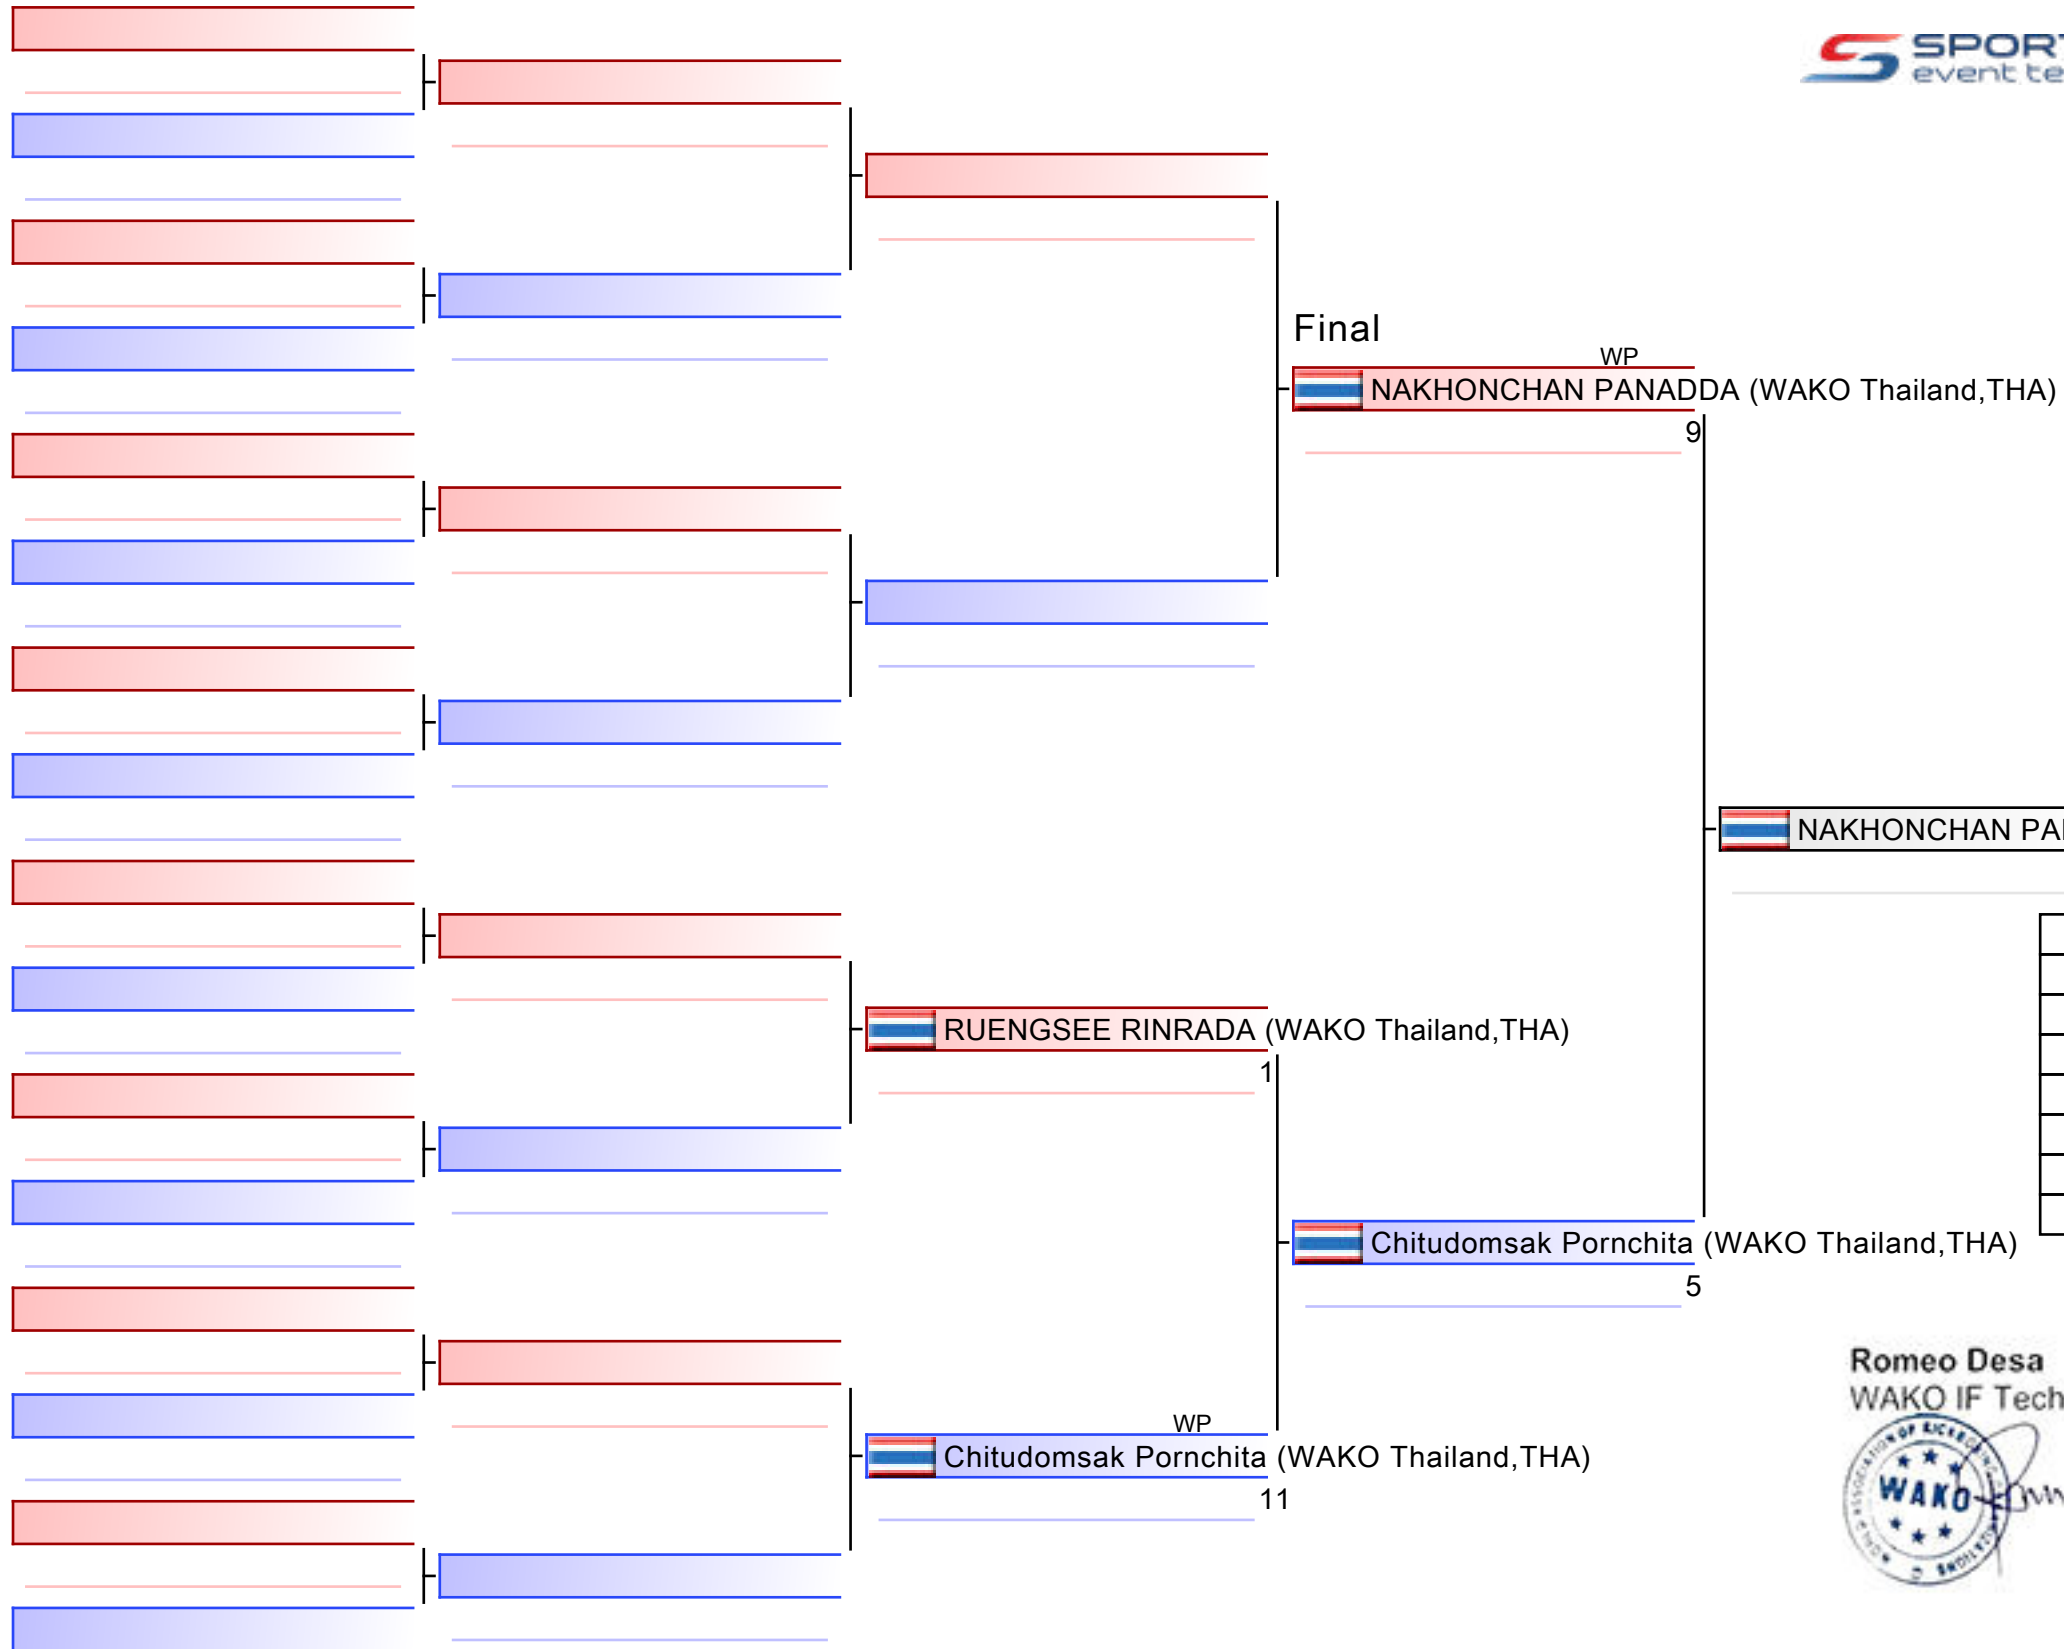 SPORT
event te
Final
WP
NAKHONCHAN PANADDA (WAKO Thailand,THA)
9
NAKHONCHAN PA
RUENGSEE RINRADA (WAKO Thailand,THA)
1
Chitudomsak Pornchita (WAKO Thailand,THA)
5
WP
Chitudomsak Pornchita (WAKO Thailand,THA)
11
Romeo Desa
WAKO IF Tech
WAKO